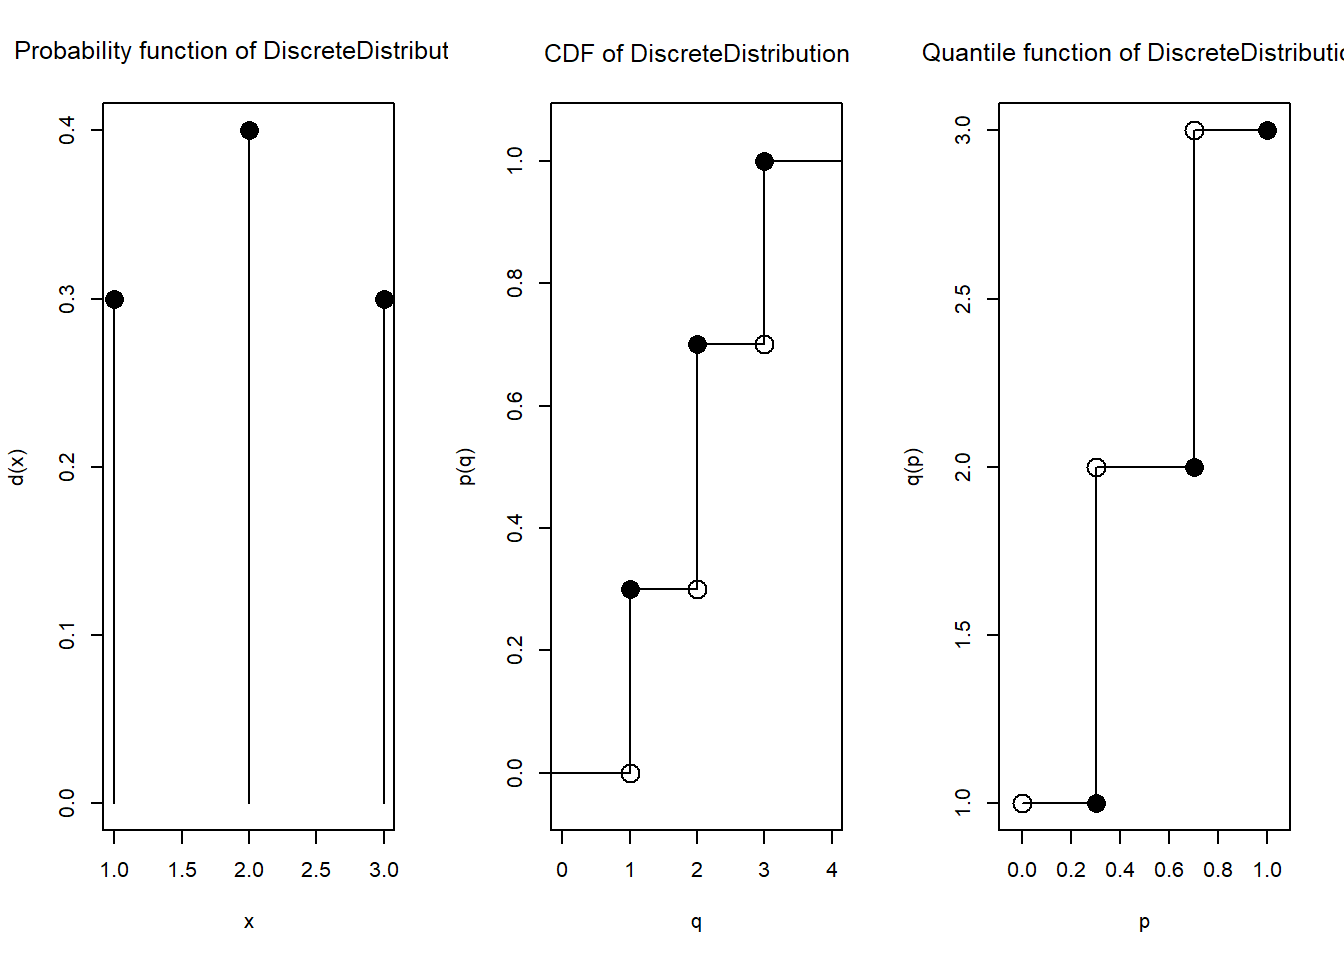 Probability function of DiscreteDistribut
d(x)
0.4
0.3
0.2
0.1
0.0
1.0 1.5 2.0 2.5 3.0
x
CDF of DiscreteDistribution
p(q)
1.0
0.8
0.6
0.4
0.2
0.0
0 1 2 3 4
q
Quantile function of DiscreteDistributio
q(p)
3.0
2.5
2.0
1.5
1.0
0.0 0.2 0.4 0.6 0.8 1.0
p